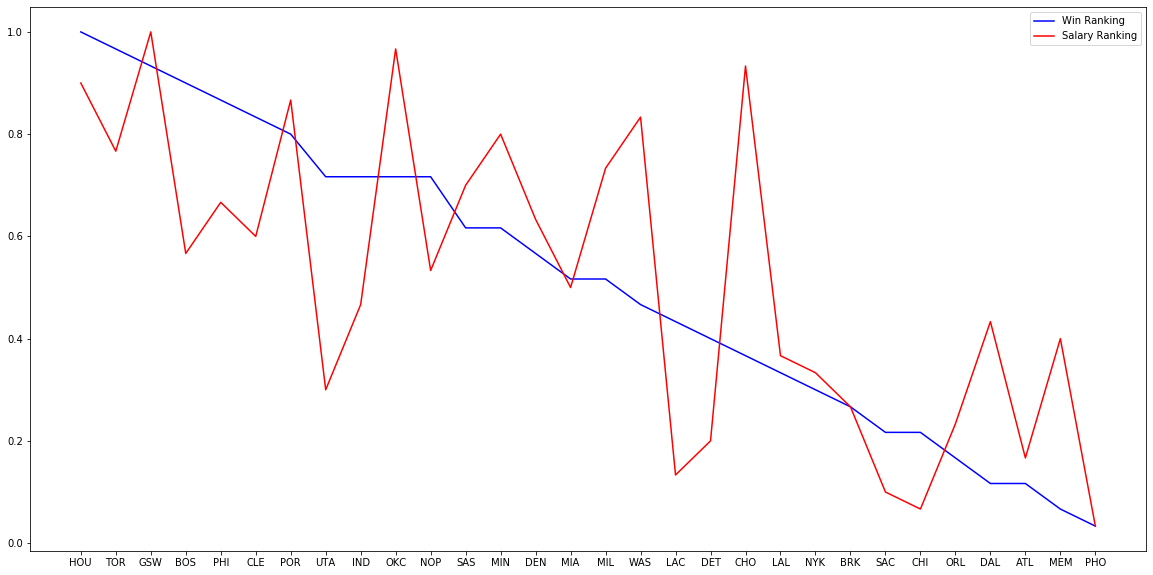 Win Ranking
Salary Ranking
1.0
0.8
0.6
0.4
0.2
0.0
HOU TOR GSW BOS PHI CLE POR UTA IND OKC NOP SAS MIN DEN MIA MIL WAS LAC DET CHO LAL NYK BRK SAC CHI ORL DAL ATL MEM PHO